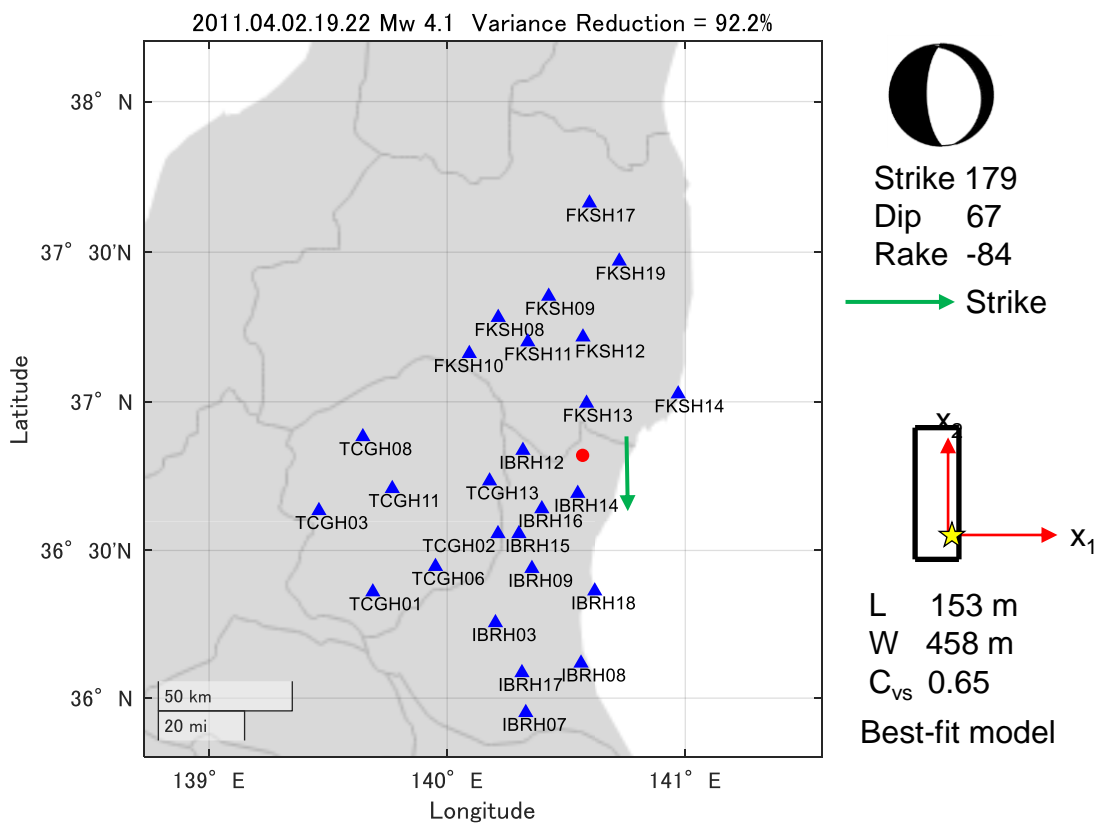 2011.04.02.19.22 Mw 4.1 Variance Reduction = 92.2%
38° N
37° 30'N
37° N
36° 30'N
36° N
Latitude
139° E
140° E
141° E
Longitude
FKSH17
FKSH19
FKSH09
FKSH08
FKSH11
FKSH12
FKSH10
FKSH14
FKSH13
TCGH08
IBRH12
TCGH13
TCGH11
IBRH14
TCGH03
IBRH16
TCGH02
IBRH15
TCGH06
IBRH09
TCGH01
IBRH18
IBRH03
IBRH08
IBRH17
IBRH07
50 km
20 mi
Strike 179
Dip 67
Rake -84
Strike
x2
x1
L 153 m
W 458 m
Cvs 0.65
Best-fit model